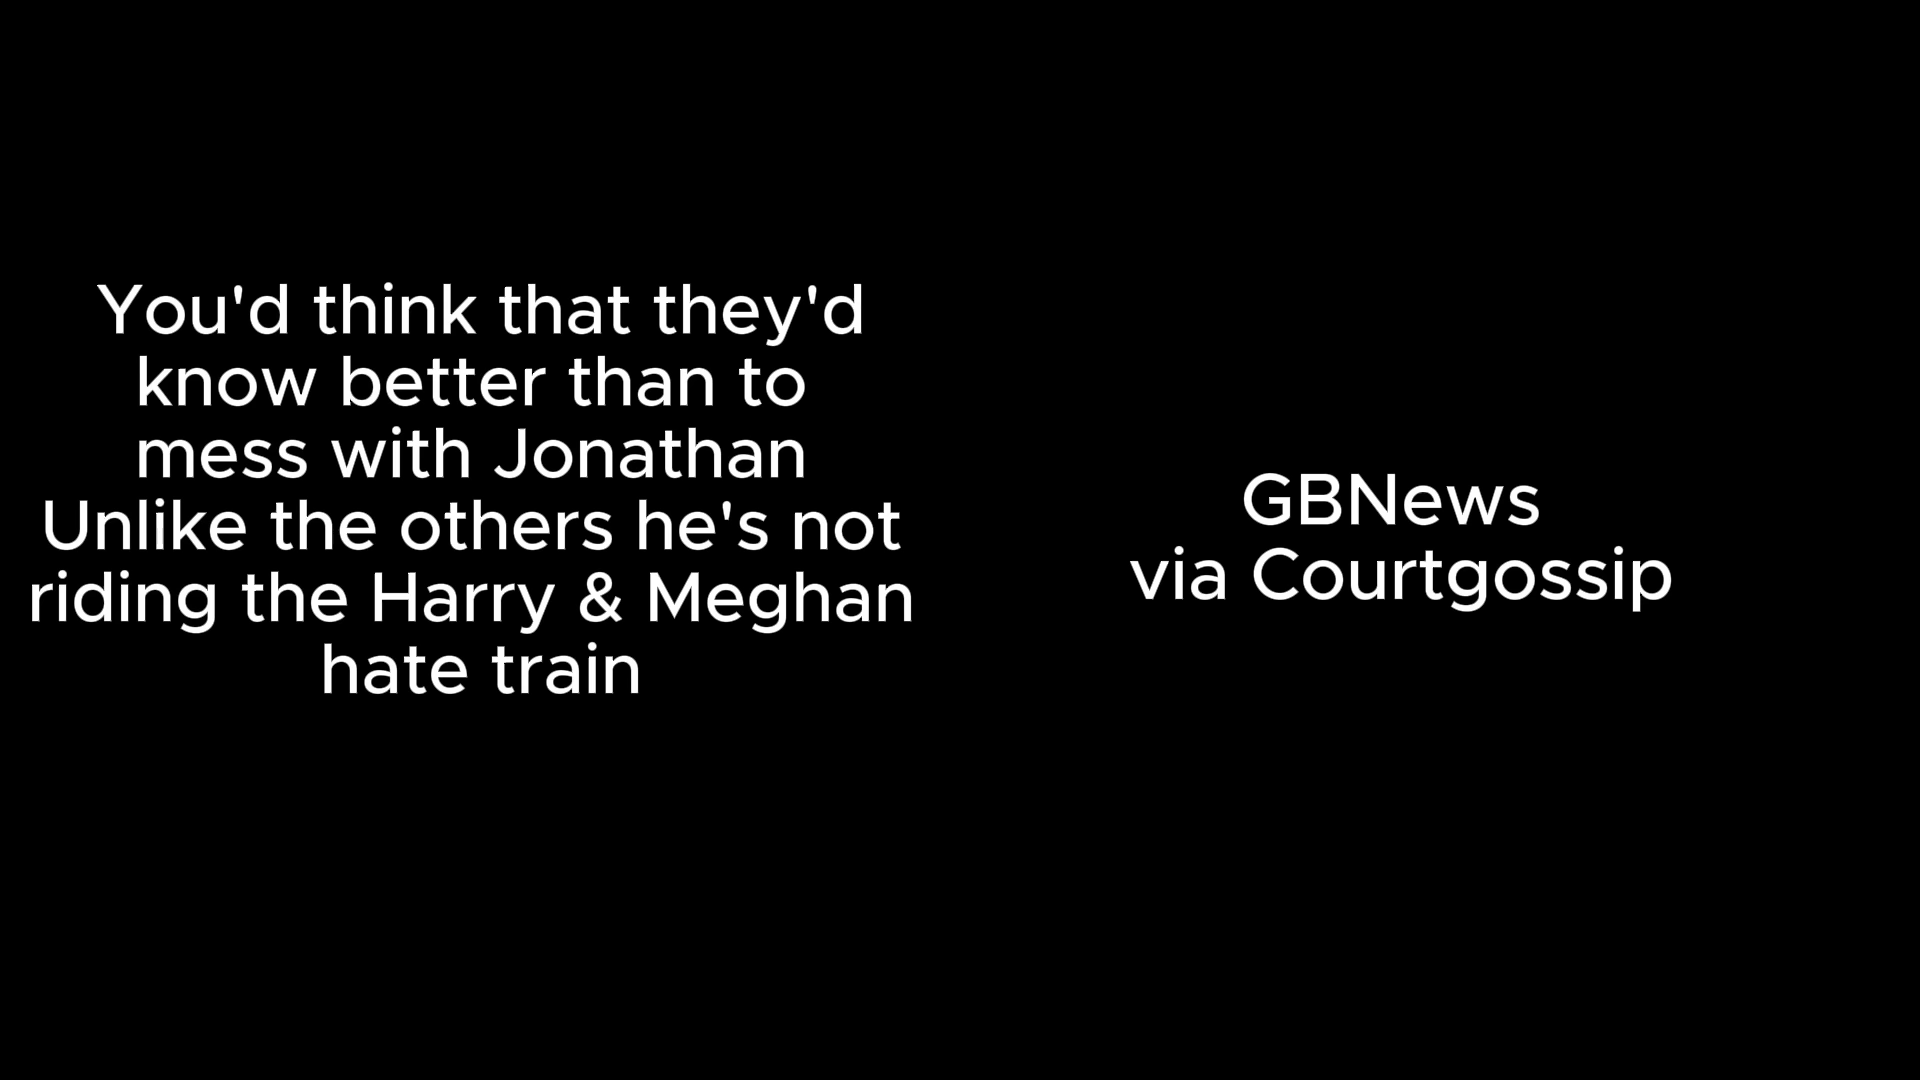 You'd think that they'd
know better than to
mess with Jonathan
Unlike the others he's not
riding the Harry & Meghan
hate train
GBNews
via Courtgossip